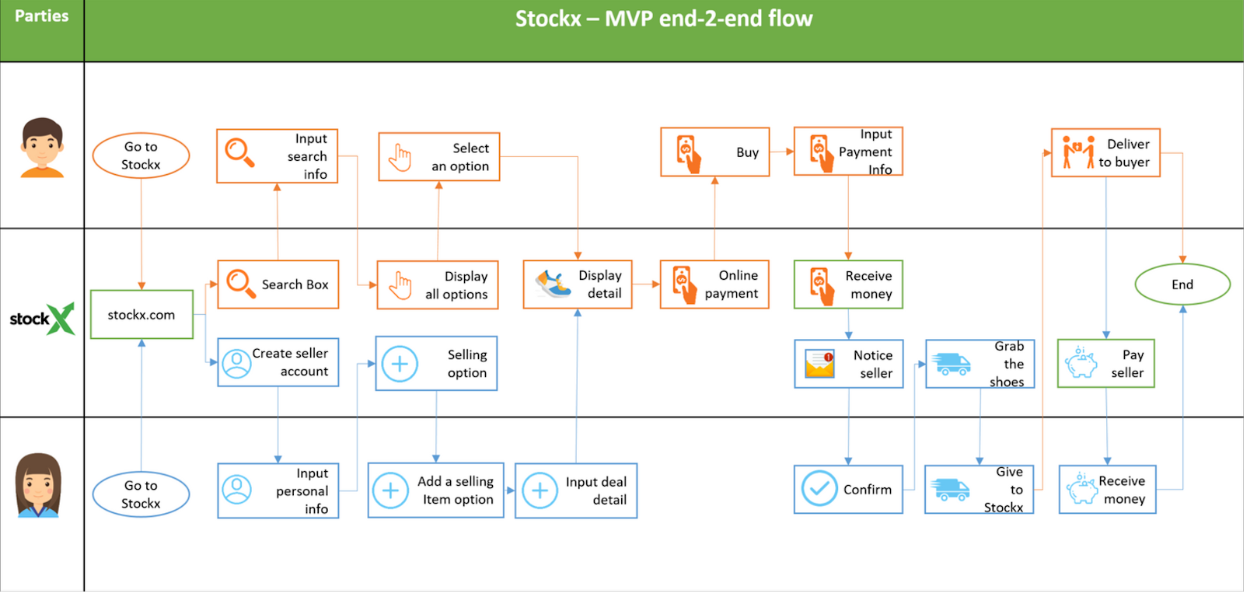 Parties
Stockx – MVP end-2-end flow
Go to
Stockx
Input
search
info
Select
an option
Buy
Input
Payment
Info
Deliver
to buyer
stockX
stockx.com
Search Box
Display
all options
Display
detail
Online
payment
Receive
money
End
Create seller
account
Selling
option
Notice
seller
Grab
the
shoes
Pay
seller
Go to
Stockx
Input
personal
info
Add a selling
Item option
Input deal
detail
Confirm
Give
to
Stockx
Receive
money